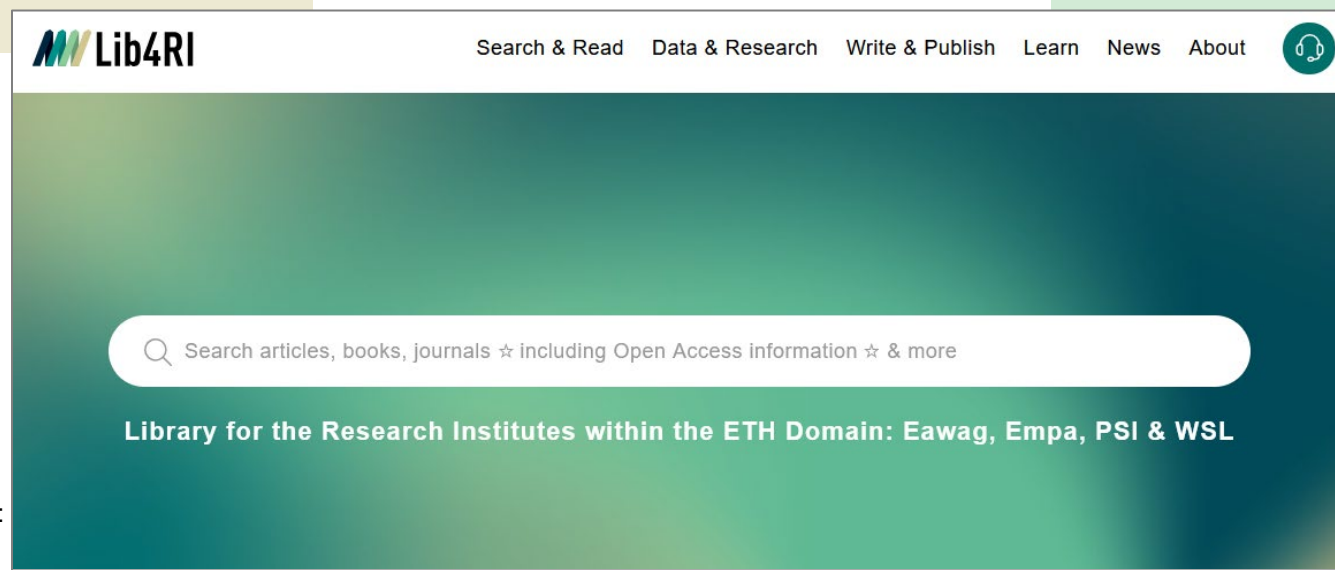 Lib4RI
Search & Read Data & Research Write & Publish Learn News About
Search articles, books, journals ☆ including Open Access information ☆ & more
Library for the Research Institutes within the ETH Domain: Eawag, Empa, PSI & WSL
: